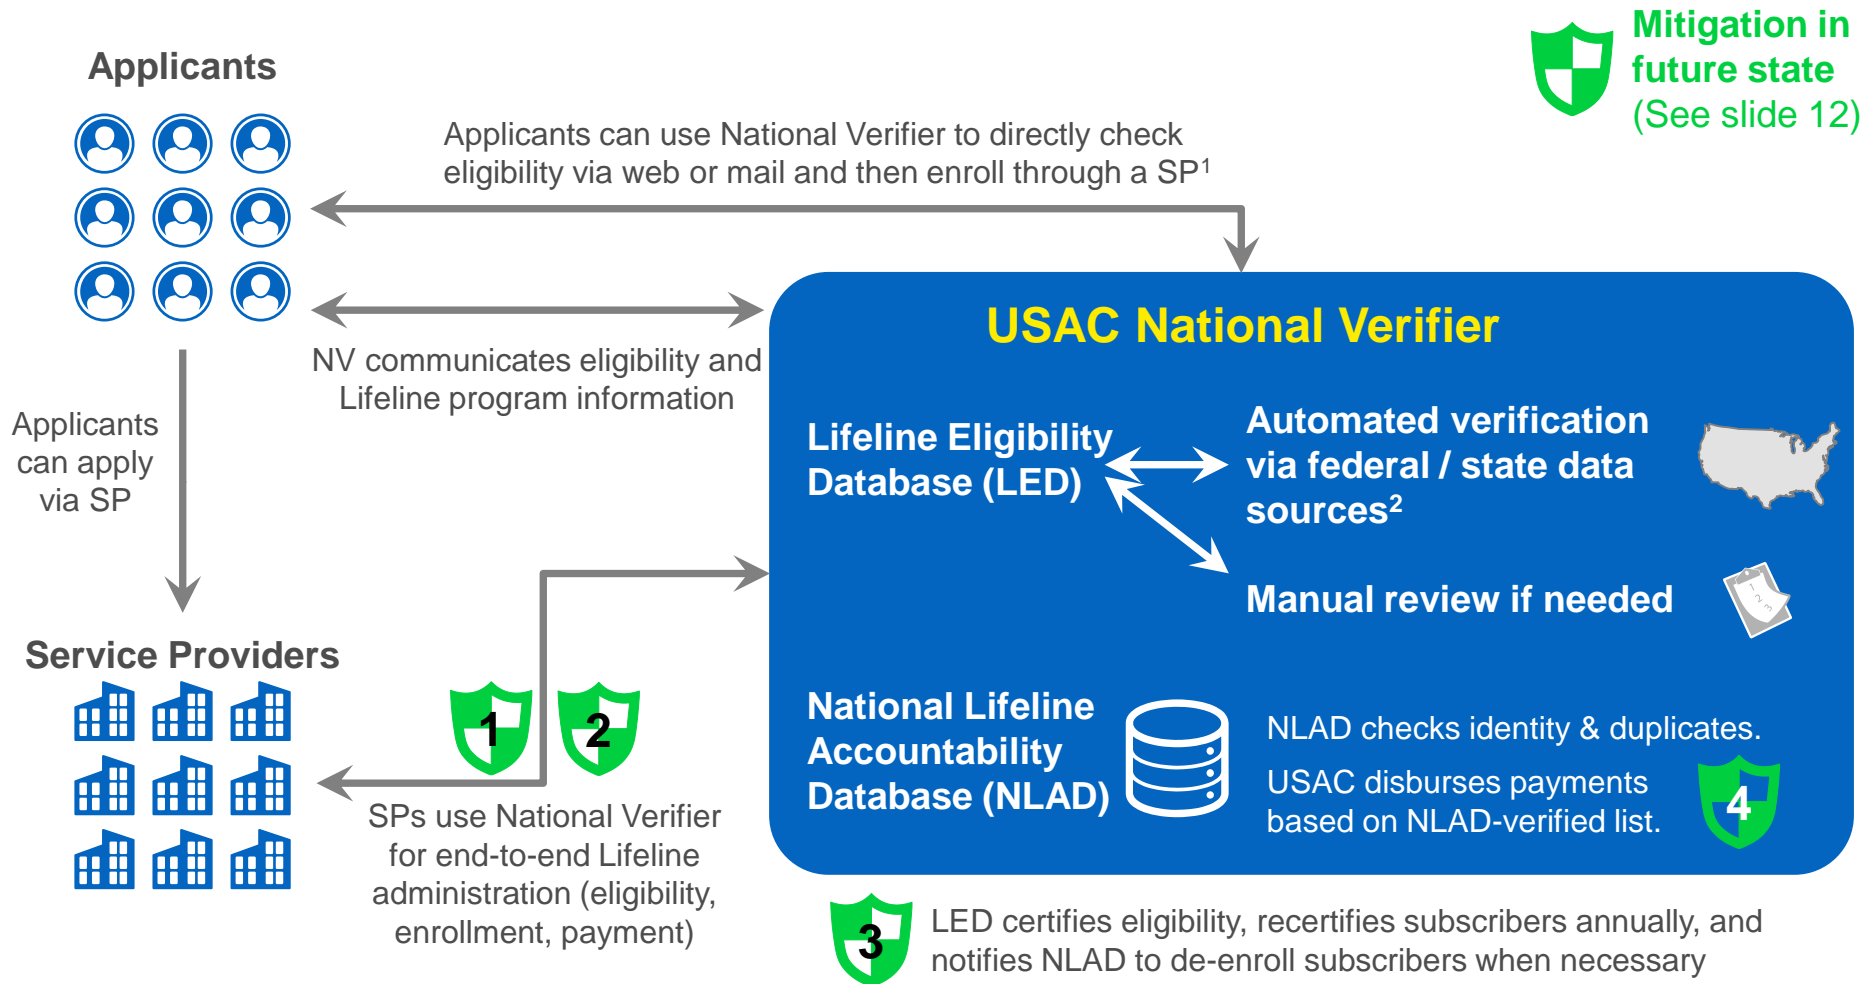 Mitigation in
future state
(See slide 12)
Applicants
Applicants can use National Verifier to directly check
eligibility via web or mail and then enroll through a SP1
NV communicates eligibility and
Lifeline program information
Applicants
can apply
via SP
USAC National Verifier
Lifeline Eligibility
Database (LED)
Automated verification
via federal / state data
sources2
Manual review if needed
1
2
3
Service Providers
1
2
SPs use National Verifier
for end-to-end Lifeline
administration (eligibility,
enrollment, payment)
National Lifeline
Accountability
Database (NLAD)
NLAD checks identity & duplicates.
USAC disburses payments
based on NLAD-verified list.
4
3
LED certifies eligibility, recertifies subscribers annually, and
notifies NLAD to de-enroll subscribers when necessary